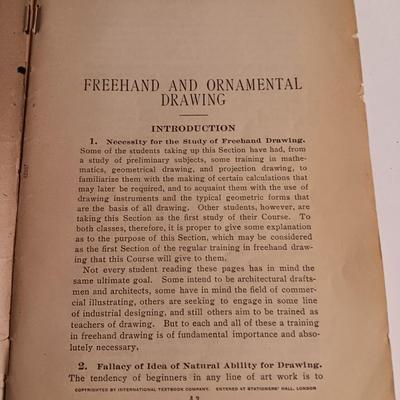 FREEHAND AND ORNAMENTAL
DRAWING
INTRODUCTION
1. Necessity for the Study of Freehand Drawing.
Some of the students taking up this Section have had, from
a study of preliminary subjects, some training in mathe-
matics, geometrical drawing, and projection drawing, to
familiarize them with the making of certain calculations that
may later be required, and to acquaint them with the use of
drawing instruments and the typical geometric forms that
are the basis of all drawing. Other students, however, are
taking this Section as the first study of their Course. To
both classes, therefore, it is proper to give some explanation
as to the purpose of this Section, which may be considered
as the first Section of the regular training in freehand draw-
ing that this Course will give to them.
Not every student reading these pages has in mind the
same ultimate goal. Some intend to be architectural drafts-
men and architects, some have in mind the field of commer-
cial illustrating, others are seeking to engage in some line
of industrial designing, and still others aim to be trained as
teachers of drawing. But to each and all of these a training
in freehand drawing is of fundamental importance and abso-
lutely necessary.
2. Fallacy of Idea of Natural Ability for Drawing.
The tendency of beginners in any line of art work is to
COPYRIGHTED BY INTERNATIONAL TEXTBOOK COMPANY. ENTERED AT STATIONERS' HALL, LONDON